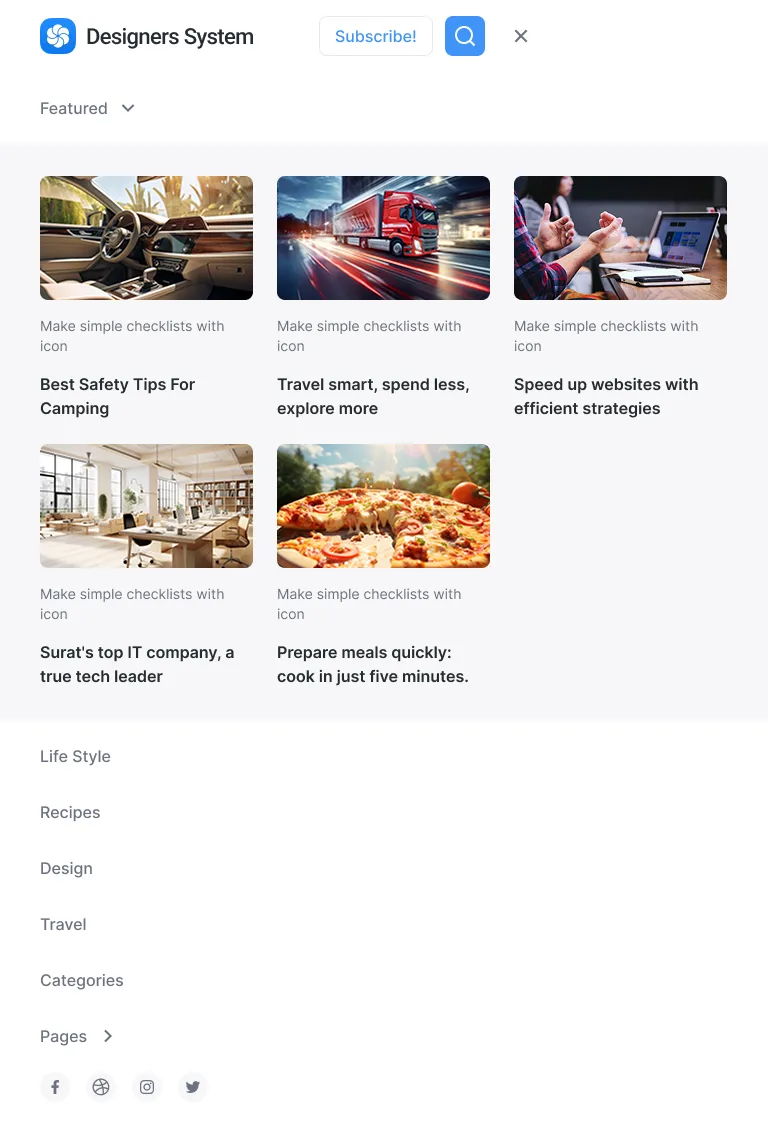 Designers System
Subscribe!
Featured
Make simple checklists with
icon
Best Safety Tips For
Camping
Make simple checklists with
icon
Travel smart, spend less,
explore more
Make simple checklists with
icon
Speed up websites with
efficient strategies
Make simple checklists with
icon
Surat's top IT company, a
true tech leader
Make simple checklists with
icon
Prepare meals quickly:
cook in just five minutes.
Life Style
Recipes
Design
Travel
Categories
Pages